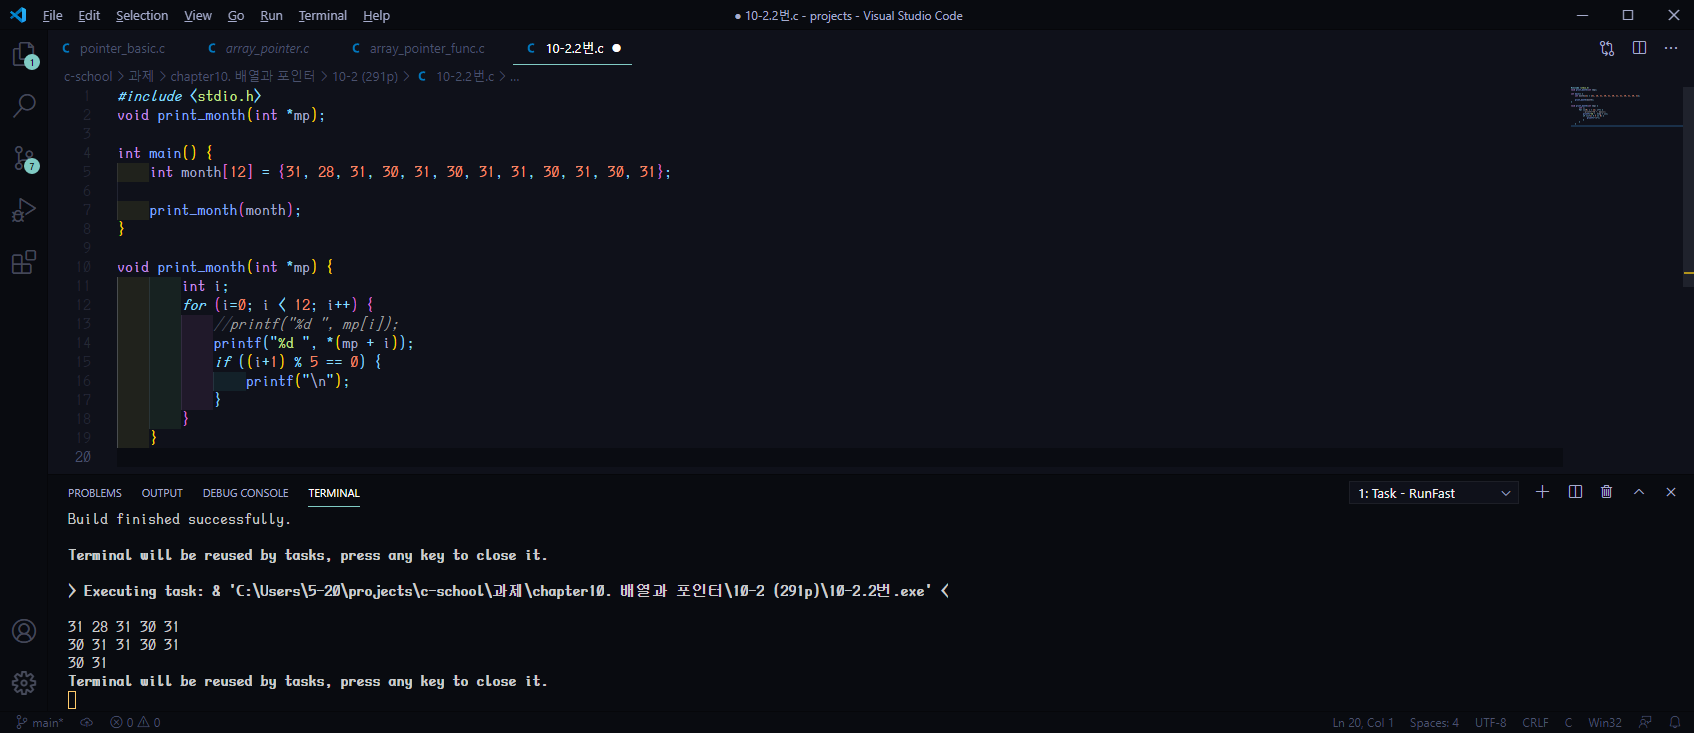 File Edit Selection View Go Run Terminal Help ● 10-2.2번.c - projects - Visual Studio Code
C pointer_basic.c C array_pointer.c C array_pointer_func.c C 10-2.2번.c ●
c-school > 과제 > chapter10. 배열과 포인터 > 10-2 (291p) > C 10-2.2번.c > ...
1
7
1 #include <stdio.h>
2 void print_month(int *mp);
3
4 int main() {
5 int month[12] = {31, 28, 31, 30, 31, 30, 31, 31, 30, 31, 30, 31};
6
7 print_month(month);
8 }
9
10 void print_month(int *mp) {
11 int i;
12 for (i=0; i < 12; i++) {
13 //printf("%d ", mp[i]);
14 printf("%d ", *(mp + i));
15 if ((i+1) % 5 == 0) {
16 printf("\n");
17 }
18 }
19 }
20
PROBLEMS OUTPUT DEBUG CONSOLE TERMINAL 1: Task - RunFast
Build finished successfully.
Terminal will be reused by tasks, press any key to close it.
> Executing task: & 'C:\Users\5-20\projects\c-school\과제\chapter10. 배열과 포인터\10-2 (291p)\10-2.2번.exe' <
31 28 31 30 31
30 31 31 30 31
30 31
Terminal will be reused by tasks, press any key to close it.
main* 0 0 Ln 20, Col 1 Spaces: 4 UTF-8 CRLF C Win32